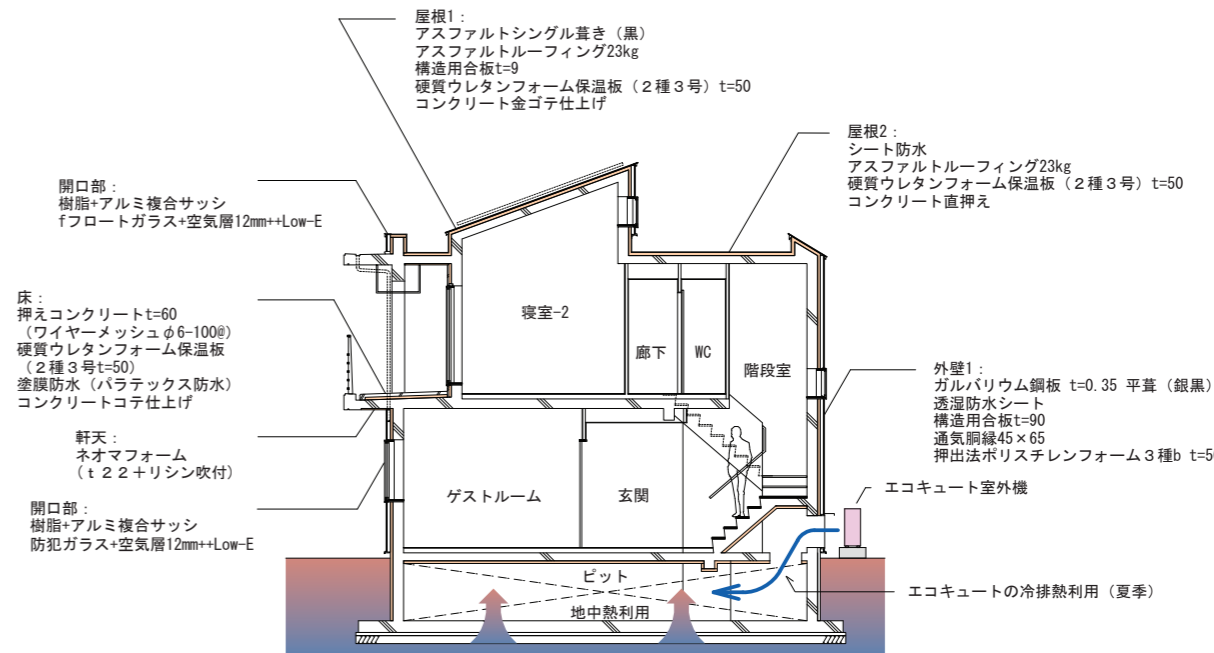 屋根1：
アスファルトシングル葺き（黒）
アスファルトルーフィング23kg
構造用合板t=9
硬質ウレタンフォーム保温板（２種３号）t=50
コンクリート金ゴテ仕上げ
屋根2：
シート防水
アスファルトルーフィング23kg
硬質ウレタンフォーム保温板（２種３号）t=50
コンクリート直押え
開口部：
樹脂+アルミ複合サッシ
fフロートガラス+空気層12mm++Low-E
床：
押えコンクリートt=60
（ワイヤーメッシュφ6-100@）
硬質ウレタンフォーム保温板
（２種３号t=50）
塗膜防水（パラテックス防水）
コンクリートコテ仕上げ
軒天：
ネオマフォーム
（ｔ２２＋リシン吹付）
開口部：
樹脂+アルミ複合サッシ
防犯ガラス+空気層12mm++Low-E
寝室-2
廊下
WC
階段室
ゲストルーム
玄関
ピット
地中熱利用
外壁1：
ガルバリウム鋼板 t=0.35 平葺（銀黒）
透湿防水シート
構造用合板t=90
通気胴縁45×65
押出法ポリスチレンフォーム３種b t=5
エコキュート室外機
エコキュートの冷排熱利用（夏季）